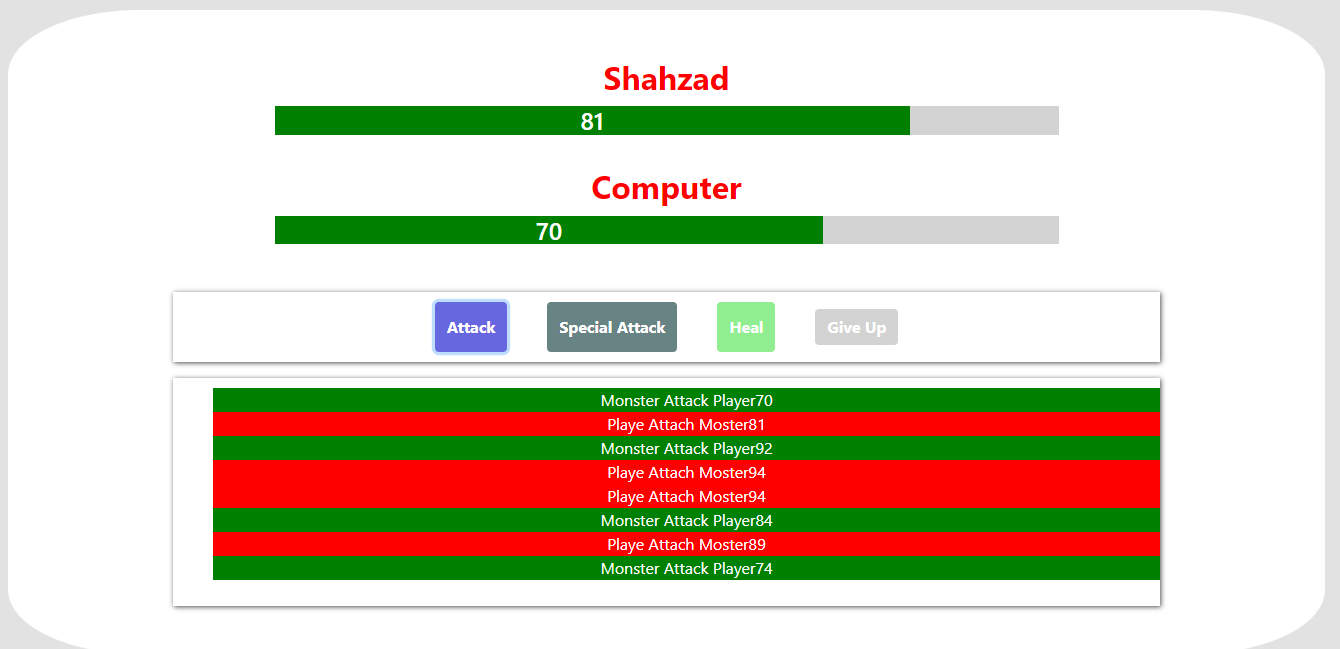 Shahzad
81
Computer
70
Attack Special Attack Heal Give Up
Monster Attack Player70
Playe Attach Moster81
Monster Attack Player92
Playe Attach Moster94
Playe Attach Moster94
Monster Attack Player84
Playe Attach Moster89
Monster Attack Player74